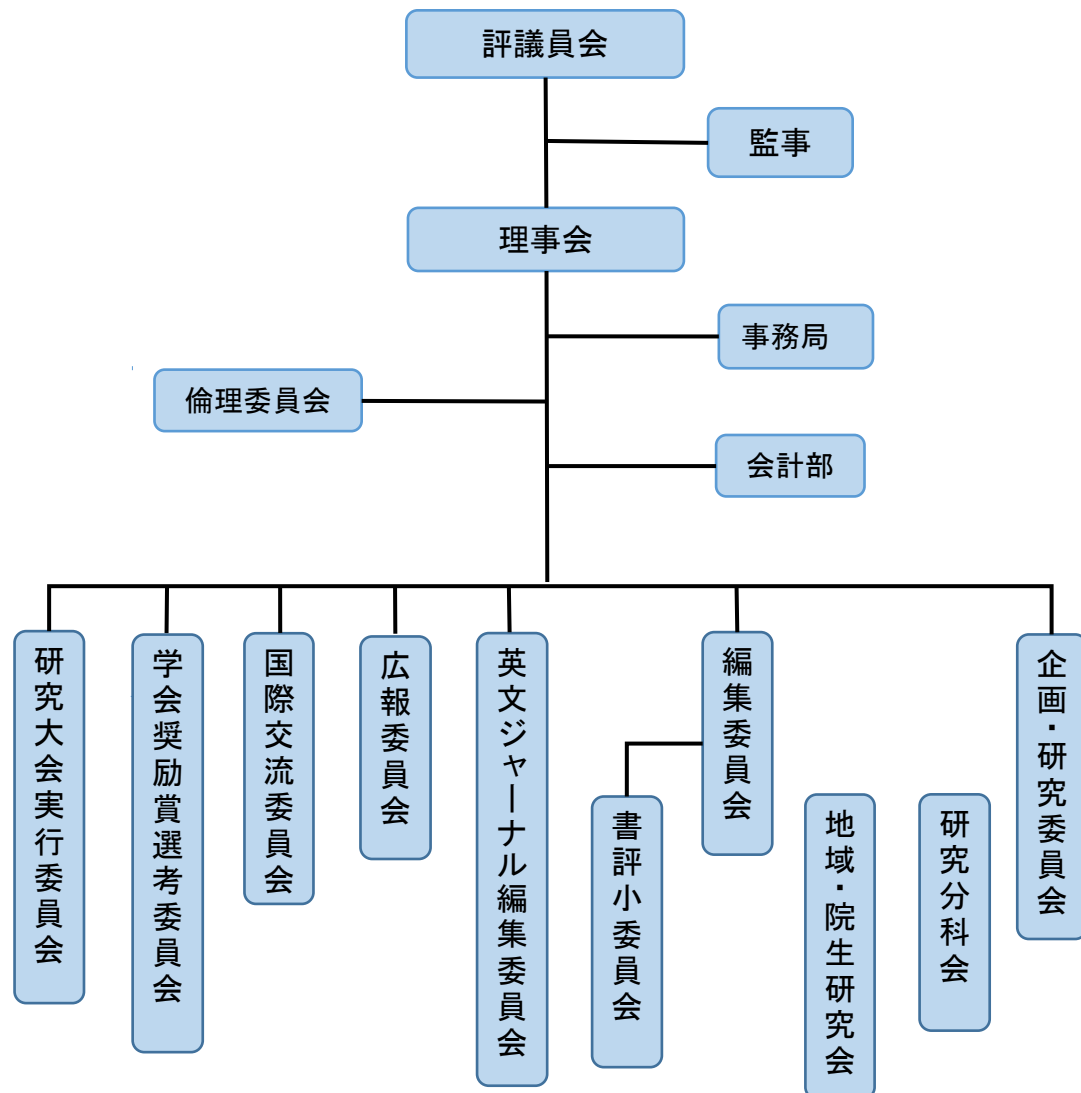 評議員会
監事
理事会
事務局
倫理委員会
会計部
研究大会実行委員会
学会奨励賞選考委員会
国際交流委員会
広報委員会
英文ジャーナル編集委員会
編集委員会
書評小委員会
地域・院生研究会
研究分科会
企画・研究委員会